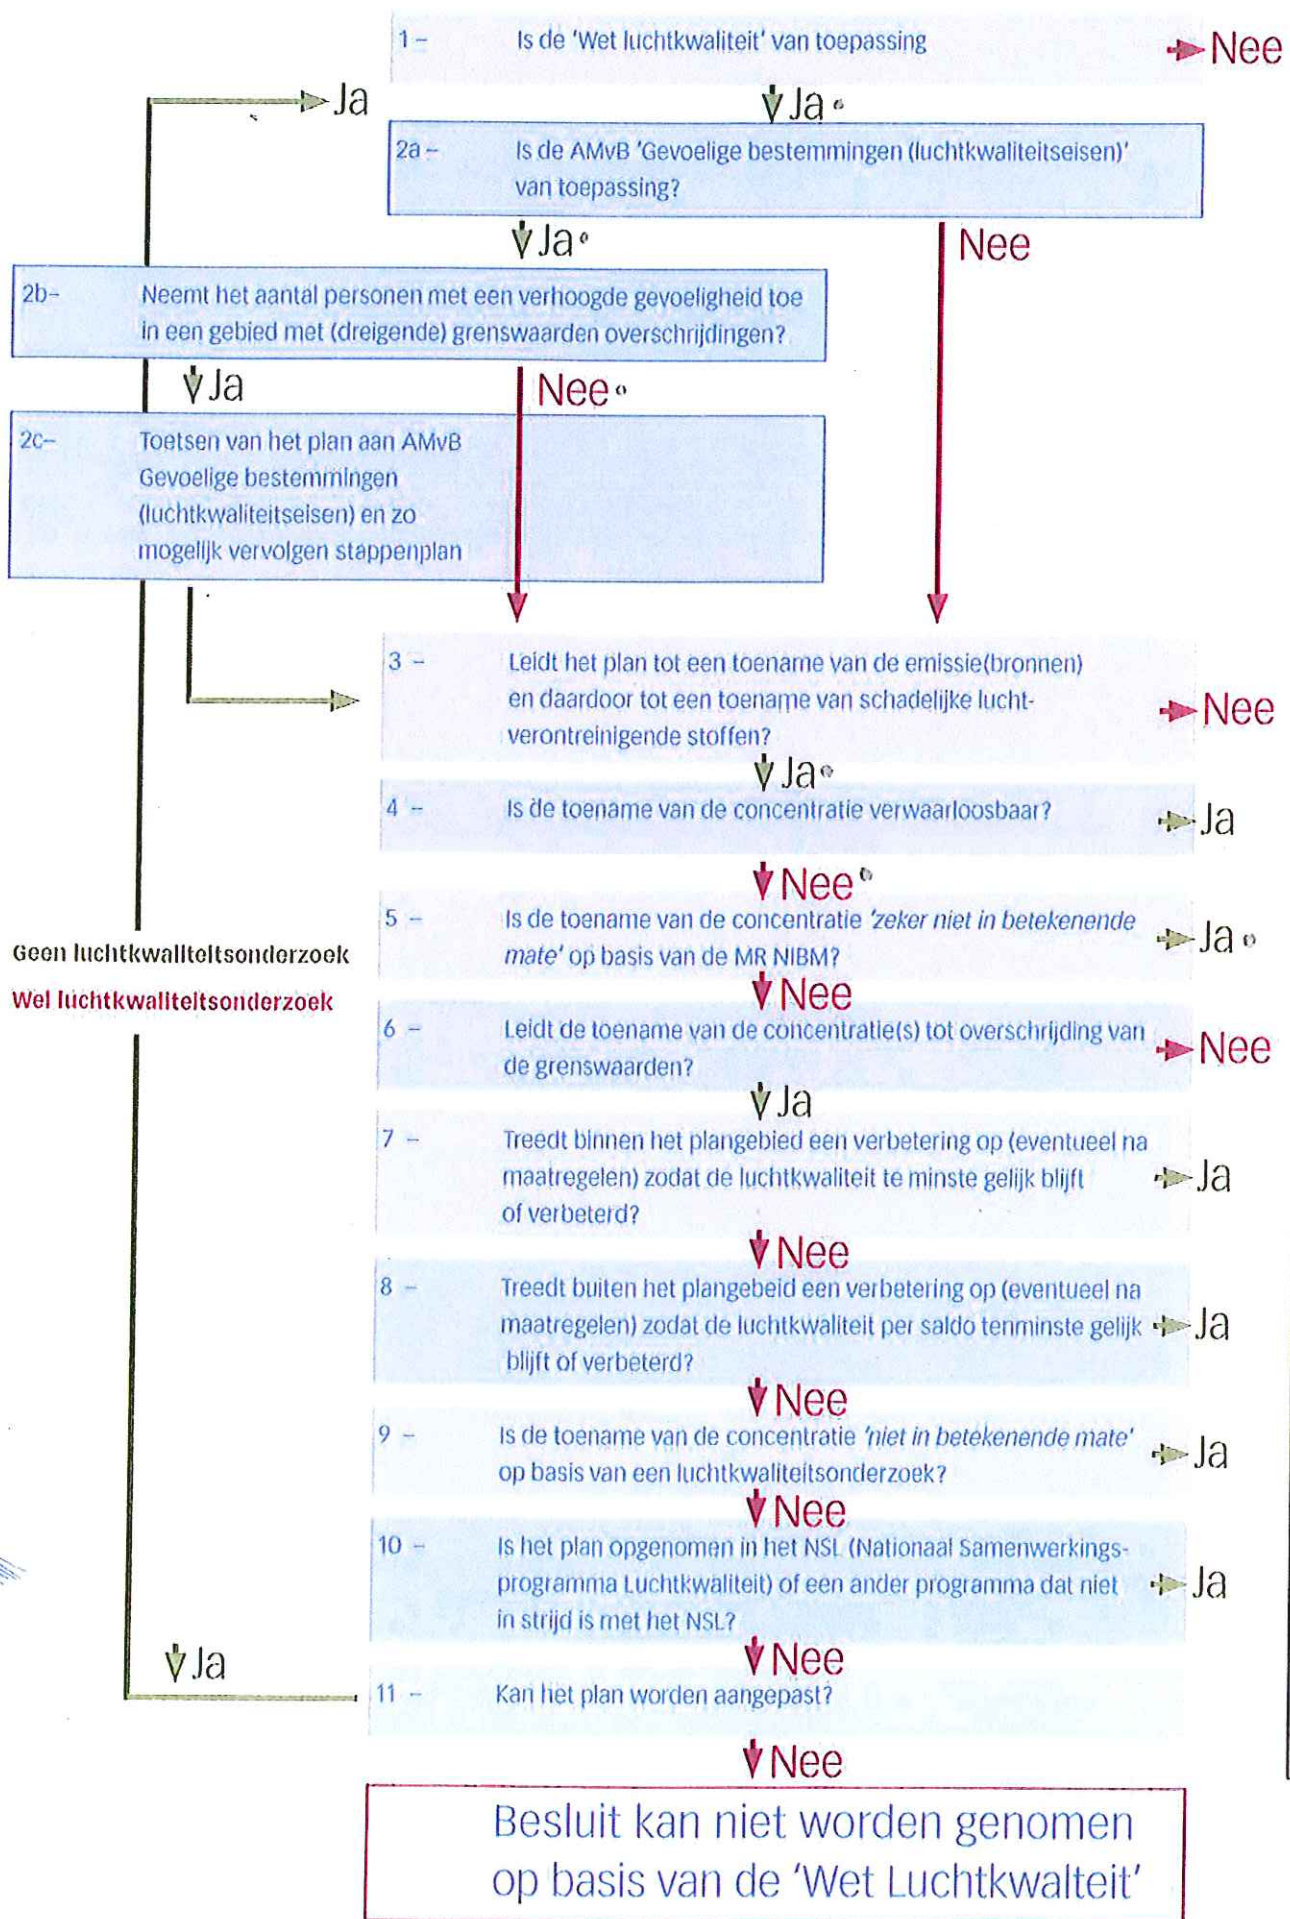 1 – Is de 'Wet luchtkwaliteit' van toepassing
Nee
Ja
Ja
2a – Is de AMvB 'Gevoelige bestemmingen (luchtkwaliteitseisen)'
van toepassing?
Ja
Nee
2b– Neemt het aantal personen met een verhoogde gevoeligheid toe
in een gebied met (dreigende) grenswaarden overschrijdingen?
Ja
Nee
2c– Toetsen van het plan aan AMvB
Gevoelige bestemmingen
(luchtkwaliteitseisen) en zo
mogelijk vervolgen stappenplan
3 – Leidt het plan tot een toename van de emissie(bronnen)
en daardoor tot een toename van schadelijke lucht-
verontreinigende stoffen?
Nee
Ja
4 – Is de toename van de concentratie verwaarloosbaar?
Ja
Nee
5 – Is de toename van de concentratie 'zeker niet in betekenende
mate' op basis van de MR NIBM?
Ja
Geen luchtkwaliteitsonderzoek
Wel luchtkwaliteitsonderzoek
Nee
6 – Leidt de toename van de concentratie(s) tot overschrijding van
de grenswaarden?
Nee
Ja
7 – Treedt binnen het plangebied een verbetering op (eventueel na
maatregelen) zodat de luchtkwaliteit te minste gelijk blijft
of verbeterd?
Ja
Nee
8 – Treedt buiten het plangebeid een verbetering op (eventueel na
maatregelen) zodat de luchtkwaliteit per saldo tenminste gelijk
blijft of verbeterd?
Ja
Nee
9 – Is de toename van de concentratie 'niet in betekenende mate'
op basis van een luchtkwaliteitsonderzoek?
Ja
Nee
10 – Is het plan opgenomen in het NSL (Nationaal Samenwerkings-
programma Luchtkwaliteit) of een ander programma dat niet
in strijd is met het NSL?
Ja
Nee
Ja
11 – Kan het plan worden aangepast?
Nee
Besluit kan niet worden genomen
op basis van de 'Wet Luchtkwalteit'